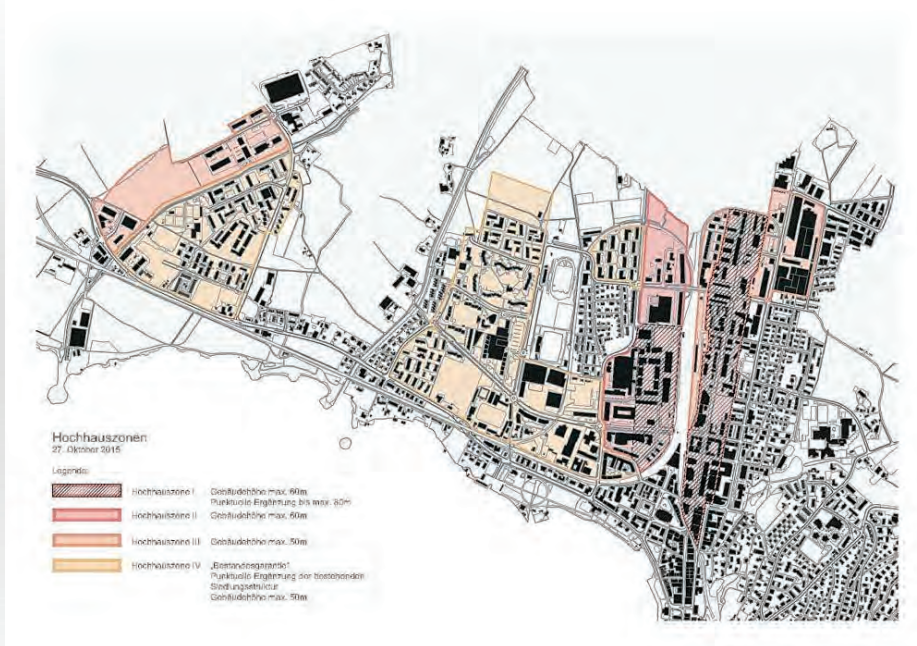 Hochhauszonen
27. Oktober 2015
Legende:
Hochhauszone I Gebäudehöhe max. 60m
Punktuelle Ergänzung bis max. 80m
Hochhauszone II Gebäudehöhe max. 60m
Hochhauszone III Gebäudehöhe max. 50m
Hochhauszone IV „Bestandesgarantie"
Punktuelle Ergänzung der bestehenden
Siedlungsstruktur
Gebäudehöhe max. 50m